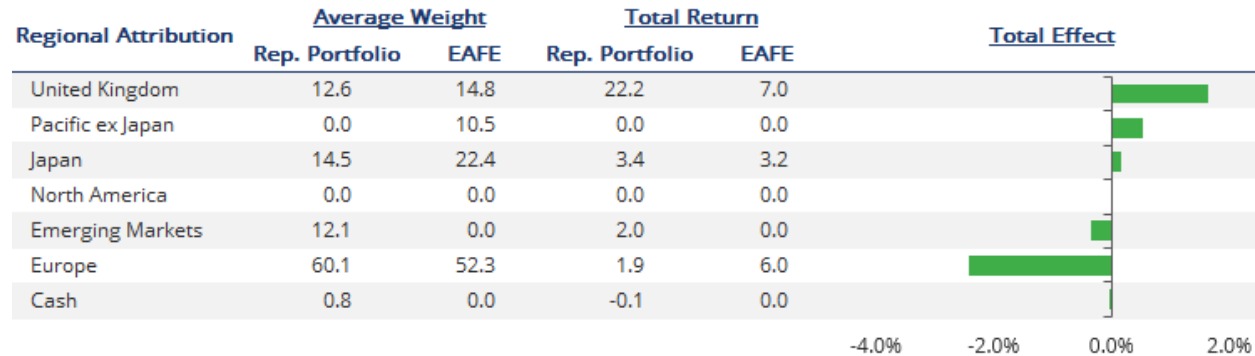 Regional Attribution Average Weight Total Return Total Effect
Rep. Portfolio EAFE Rep. Portfolio EAFE
United Kingdom 12.6 14.8 22.2 7.0
Pacific ex Japan 0.0 10.5 0.0 0.0
Japan 14.5 22.4 3.4 3.2
North America 0.0 0.0 0.0 0.0
Emerging Markets 12.1 0.0 2.0 0.0
Europe 60.1 52.3 1.9 6.0
Cash 0.8 0.0 -0.1 0.0
-4.0% -2.0% 0.0% 2.0%